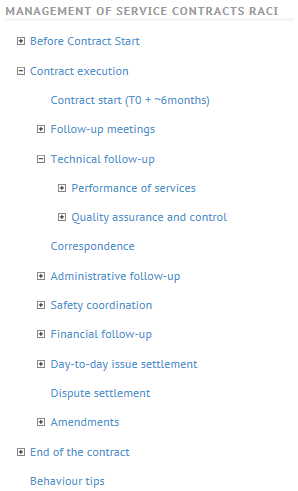 MANAGEMENT OF SERVICE CONTRACTS RACI
Before Contract Start
Contract execution
Contract start (T0 + ~6months)
Follow-up meetings
Technical follow-up
Performance of services
Quality assurance and control
Correspondence
Administrative follow-up
Safety coordination
Financial follow-up
Day-to-day issue settlement
Dispute settlement
Amendments
End of the contract
Behaviour tips